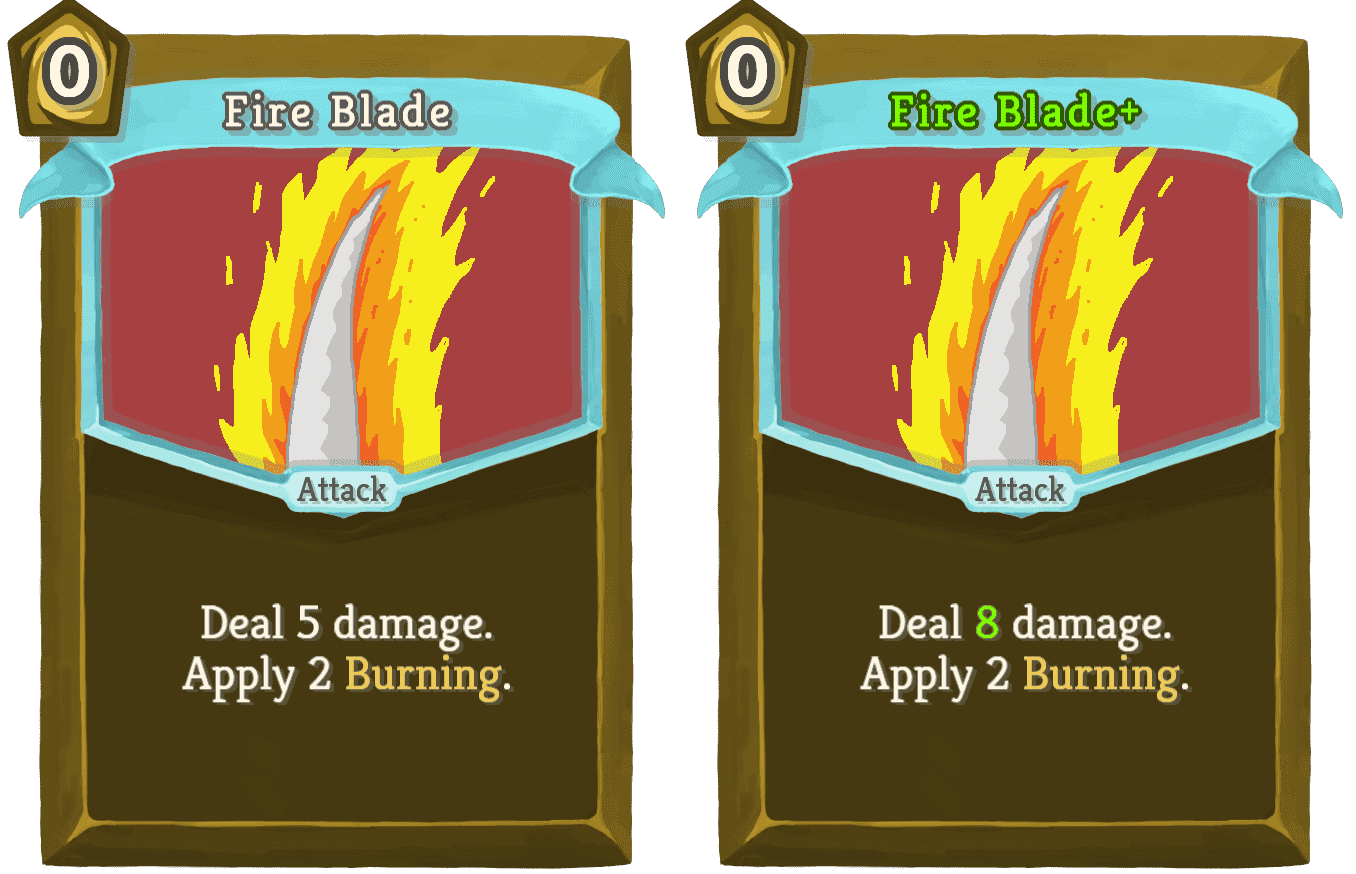 0
Fire Blade
Attack
Deal 5 damage.
Apply 2 Burning.
0
Fire Blade+
Attack
Deal 8 damage.
Apply 2 Burning.